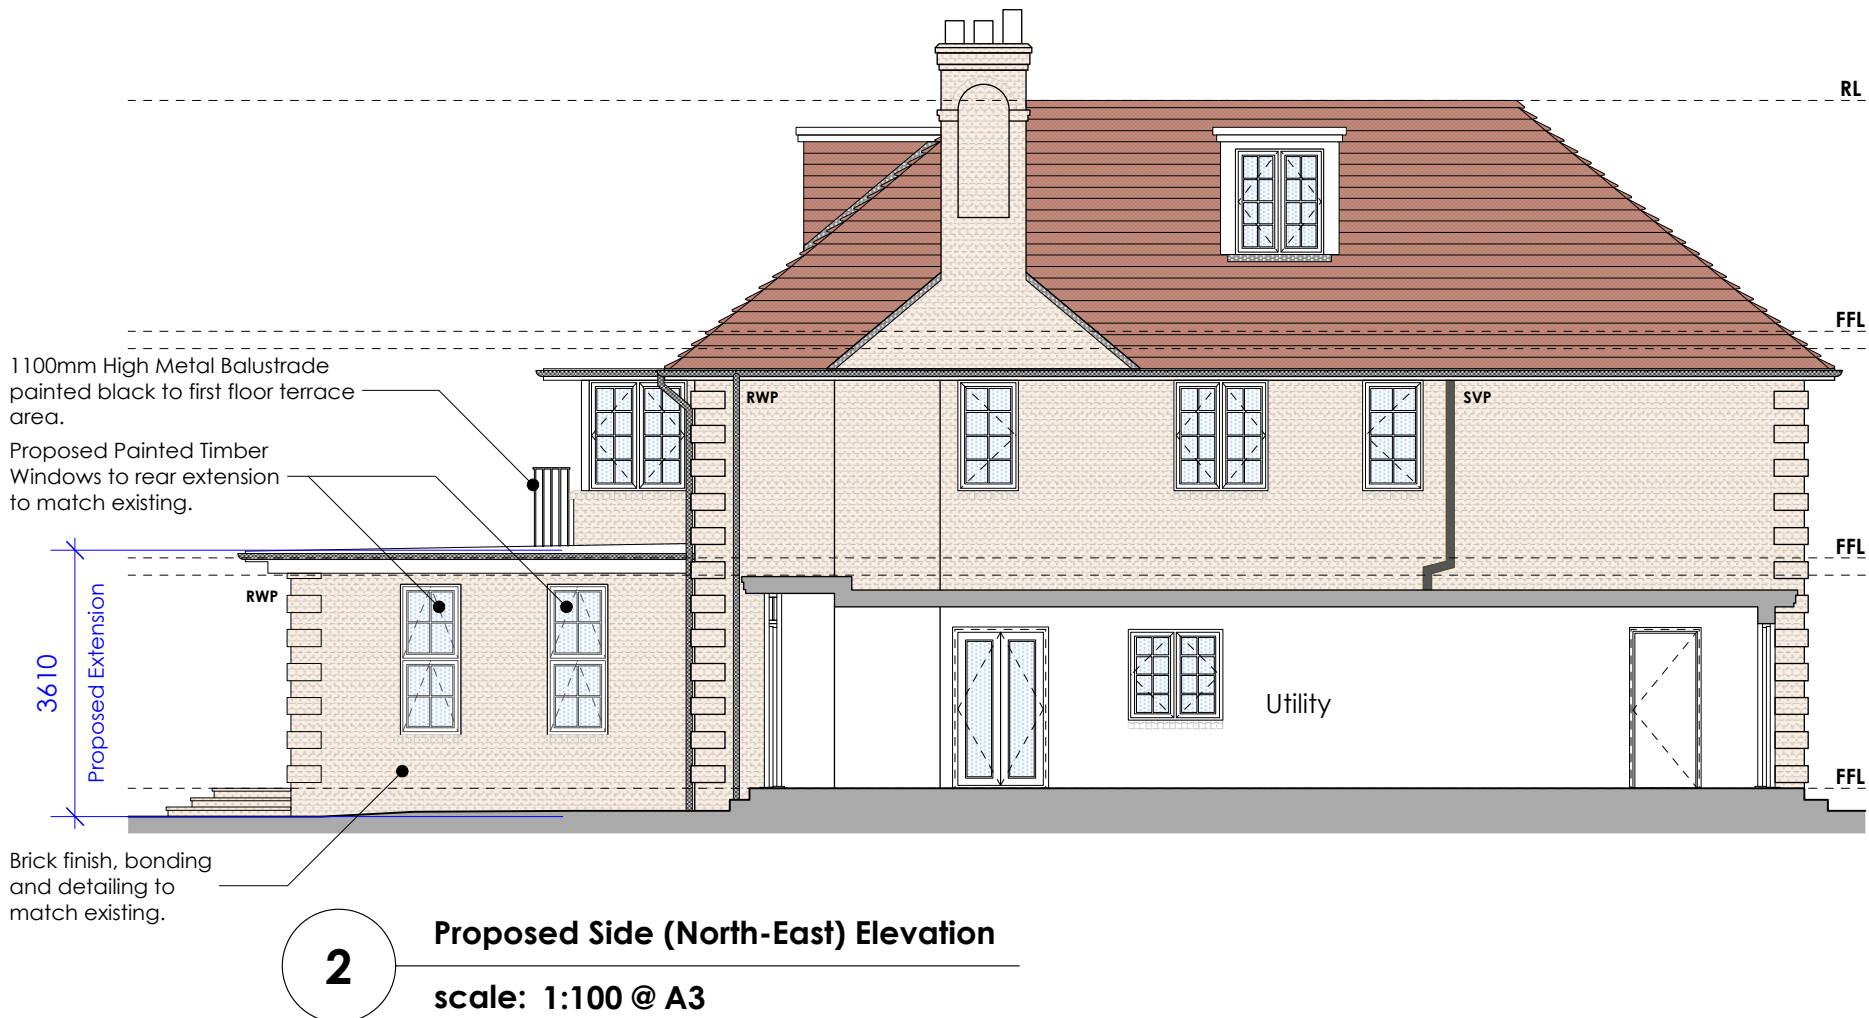 RL
FFL
1100mm High Metal Balustrade
painted black to first floor terrace
area.
RWP
SVP
Proposed Painted Timber
Windows to rear extension
to match existing.
FFL
RWP
3610
Proposed Extension
Utility
FFL
Brick finish, bonding
and detailing to
match existing.
2
Proposed Side (North-East) Elevation
scale: 1:100 @ A3